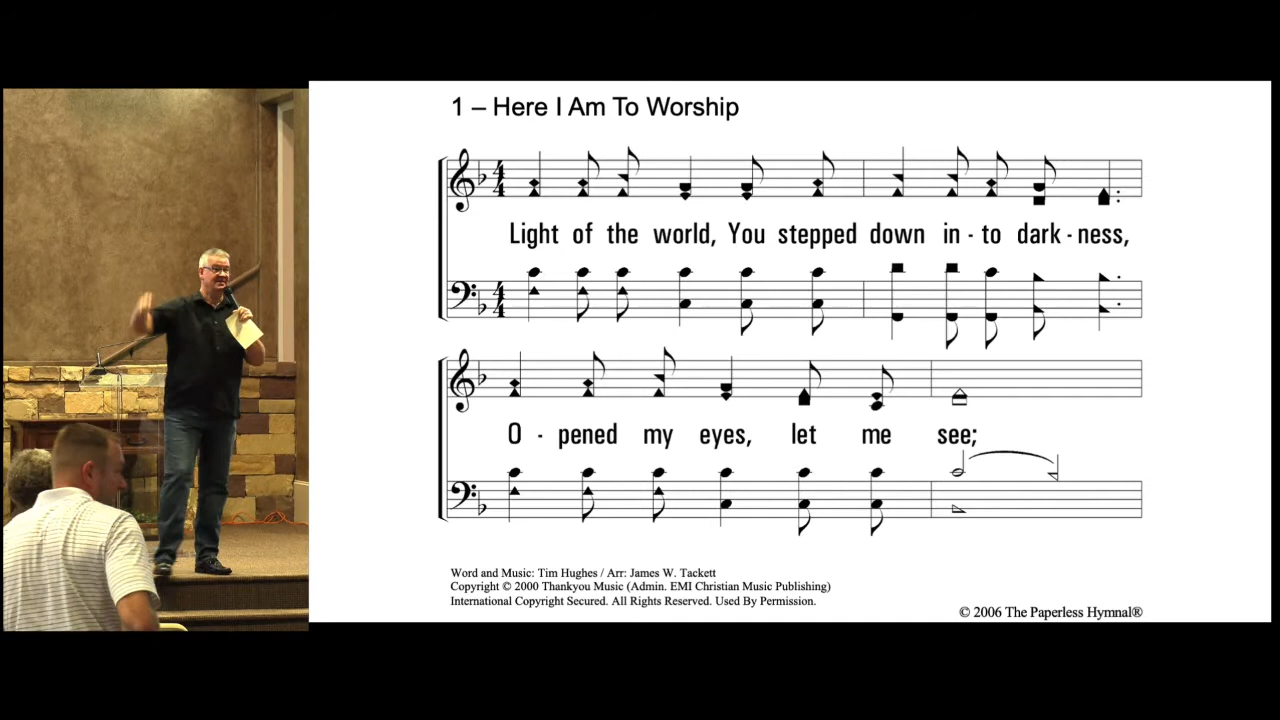 1 – Here I Am To Worship
Light of the world, You stepped down in - to dark - ness,
O - pened my eyes, let me see;
Word and Music: Tim Hughes / Arr: James W. Tackett
Copyright © 2000 Thankyou Music (Admin. EMI Christian Music Publishing)
International Copyright Secured. All Rights Reserved. Used By Permission.
© 2006 The Paperless Hymnal®